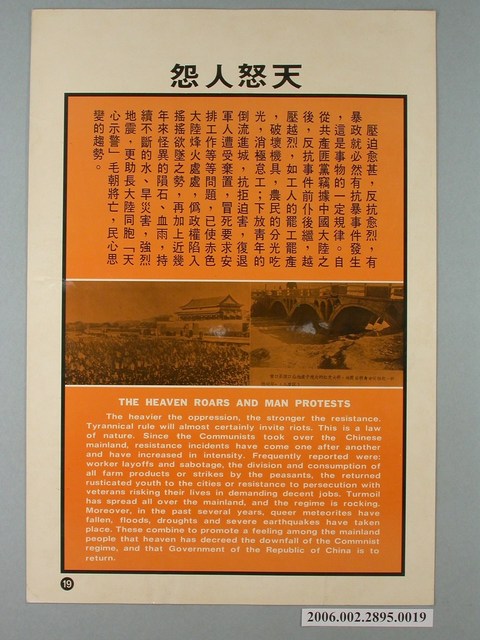 天怒人怨
壓迫愈甚，反抗愈烈，有
暴政就必然有抗暴事件發生
，這是事物的一定規律。自
從共產匪黨竊據中國大陸之
後，反抗事件前仆後繼，越
壓越烈，如工人的罷工罷產
，破壞機具，農民的分光吃
光，消極怠工；下放靑年的
倒流進城，抗拒迫害，復退
軍人遭受棄置，冒死要求安
排工作等等問題，已使赤色
大陸烽火處處，僞政權陷入
搖搖欲墜之勢，再加上近幾
年來怪異的隕石、血雨，持
續不斷的水、旱災害，強烈
地震，更助長大陸同胞「天
心示警」毛朝將亡，民心思
變的趨勢。
THE HEAVEN ROARS AND MAN PROTESTS
The heavier the oppression, the stronger the resistance.
Tyrannical rule will almost certainly invite riots. This is a law
of nature. Since the Communists took over the Chinese
mainland, resistance incidents have come one after another
and have increased in intensity. Frequently reported were:
worker layoffs and sabotage, the division and consumption of
all farm products or strikes by the peasants, the returned
rusticated youth to the cities or resistance to persecution with
veterans risking their lives in demanding decent jobs. Turmoil
has spread all over the mainland, and the regime is rocking.
Moreover, in the past several years, queer meteorites have
fallen, floods, droughts and severe earthquakes have taken
place. These combine to promote a feeling among the mainland
people that heaven has decreed the downfall of the Commniat
regime, and that Government of the Republic of China is to
return.
19
2006.002.2895.0019